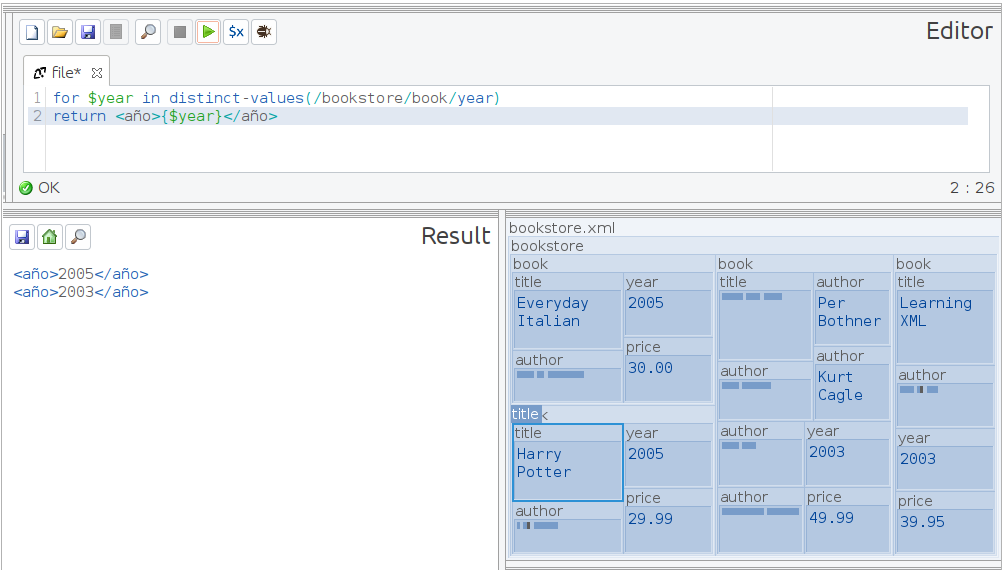 Editor
$x
file*
1 for $year in distinct-values(/bookstore/book/year)
2 return <año>{$year}</año>
OK
2 : 26
Result
<año>2005</año>
<año>2003</año>
bookstore.xml
bookstore
book
title
Everyday
Italian
year
2005
author
price
30.00
title
title
Harry
Potter
year
2005
author
price
29.99
book
title
author
Per
Bothner
author
author
Kurt
Cagle
author
year
2003
author
price
49.99
book
title
Learning
XML
author
year
2003
price
39.95